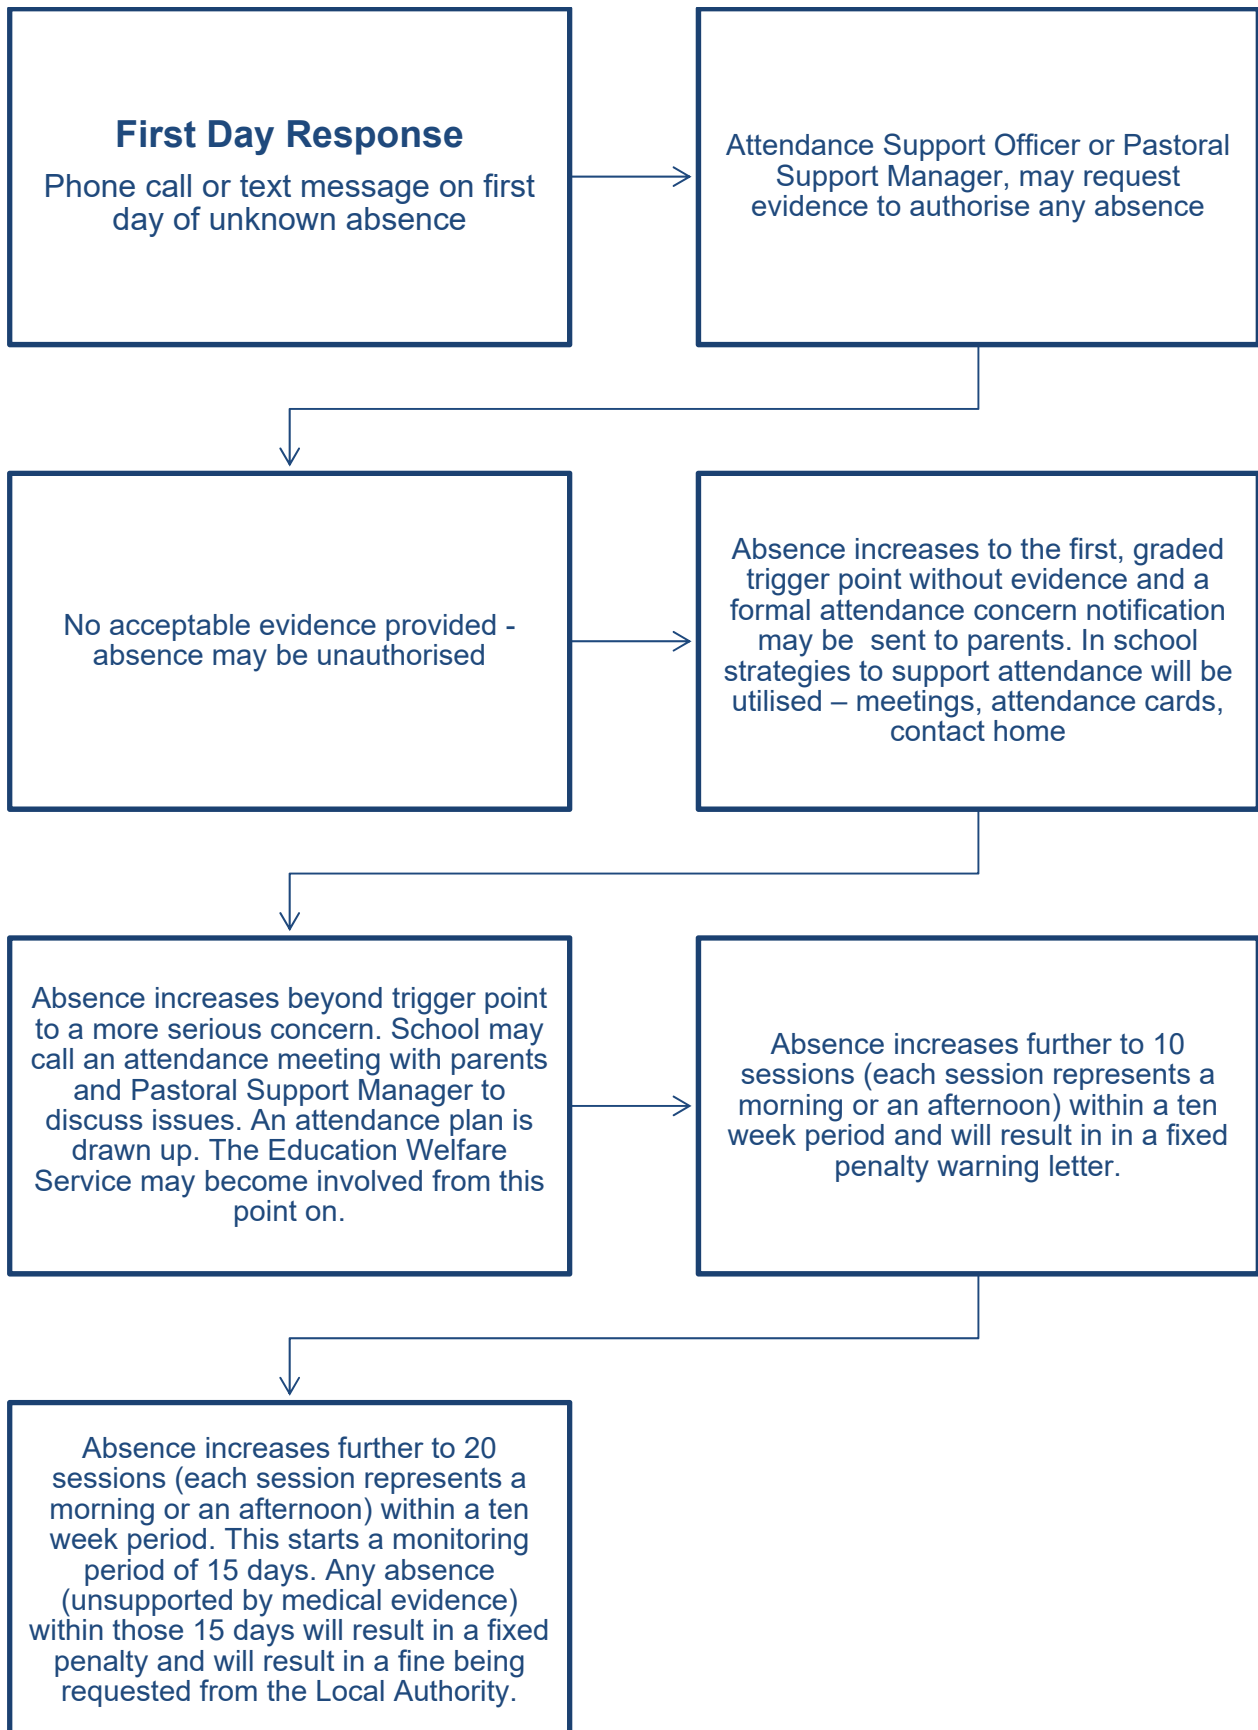 First Day Response
Phone call or text message on first
day of unknown absence
Attendance Support Officer or Pastoral
Support Manager, may request
evidence to authorise any absence
No acceptable evidence provided -
absence may be unauthorised
Absence increases to the first, graded
trigger point without evidence and a
formal attendance concern notification
may be  sent to parents. In school
strategies to support attendance will be
utilised – meetings, attendance cards,
contact home
Absence increases beyond trigger point
to a more serious concern. School may
call an attendance meeting with parents
and Pastoral Support Manager to
discuss issues. An attendance plan is
drawn up. The Education Welfare
Service may become involved from this
point on.
Absence increases further to 10
sessions (each session represents a
morning or an afternoon) within a ten
week period and will result in in a fixed
penalty warning letter.
Absence increases further to 20
sessions (each session represents a
morning or an afternoon) within a ten
week period. This starts a monitoring
period of 15 days. Any absence
(unsupported by medical evidence)
within those 15 days will result in a fixed
penalty and will result in a fine being
requested from the Local Authority.